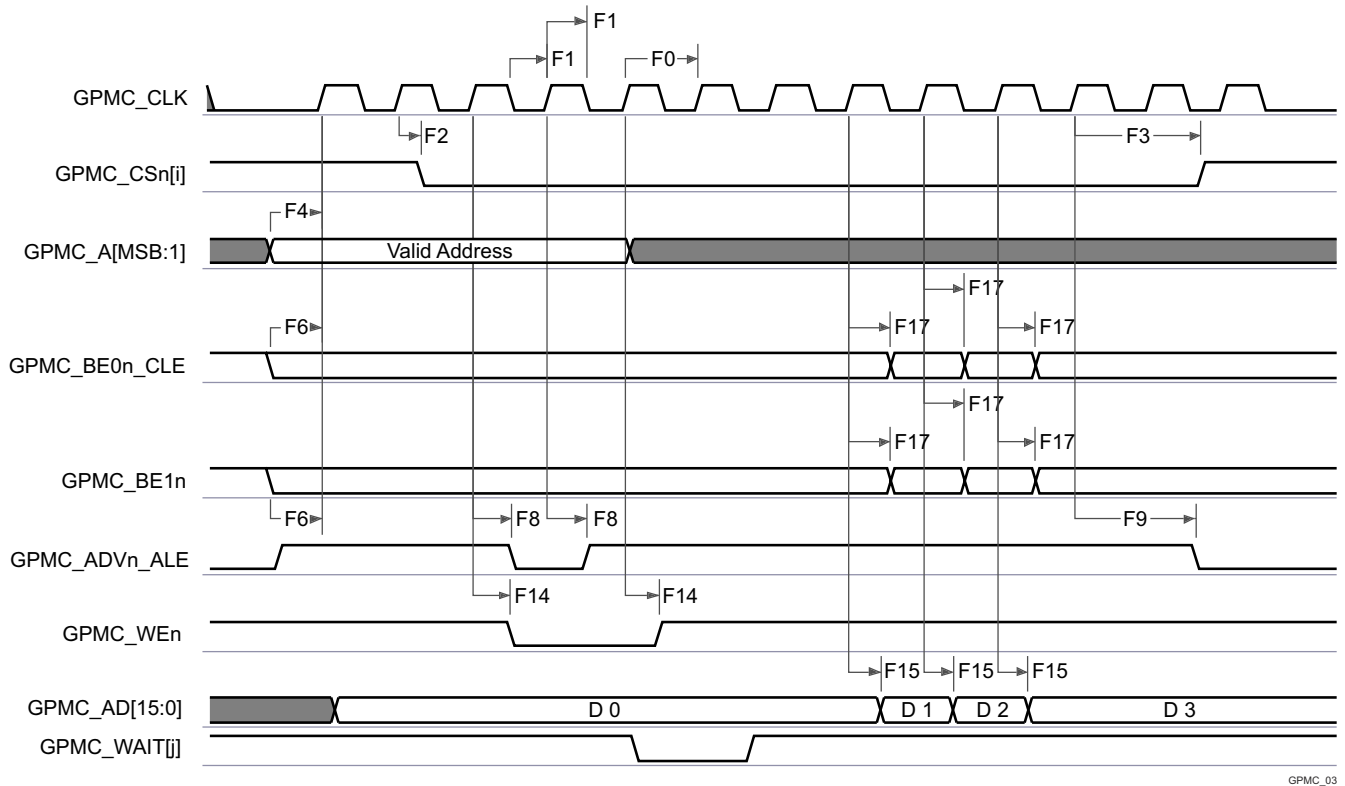 F1
F1
F0
GPMC_CLK
F2
F3
GPMC_CSn[i]
F4
GPMC_A[MSB:1]
Valid Address
F17
F6
F17
F17
GPMC_BE0n_CLE
F17
F17
F17
GPMC_BE1n
F6
F8
F8
F9
GPMC_ADVn_ALE
F14
F14
GPMC_WEn
F15
F15
F15
GPMC_AD[15:0]
D 0
D 1
D 2
D 3
GPMC_WAIT[j]
GPMC_03